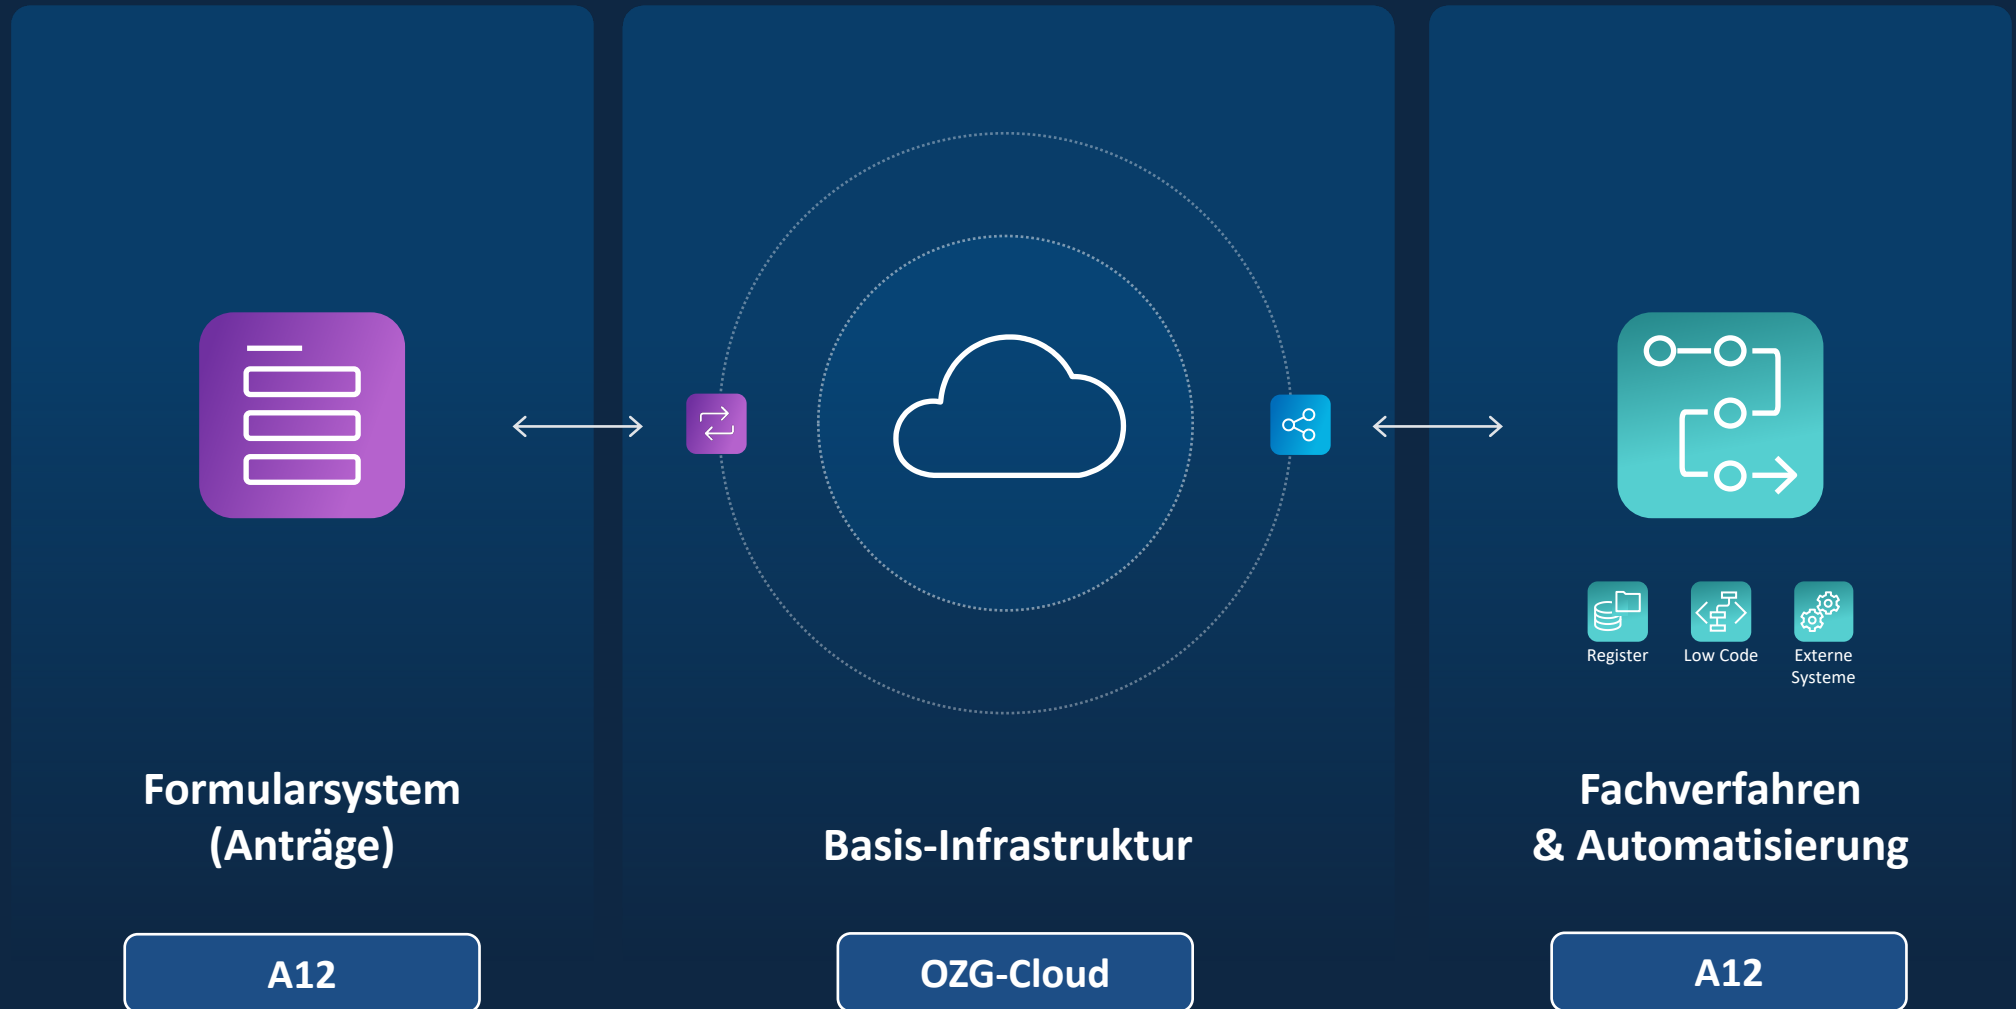 Register
Low Code
Externe
Systeme
Formularsystem
(Anträge)
Basis-Infrastruktur
Fachverfahren
& Automatisierung
A12
OZG-Cloud
A12